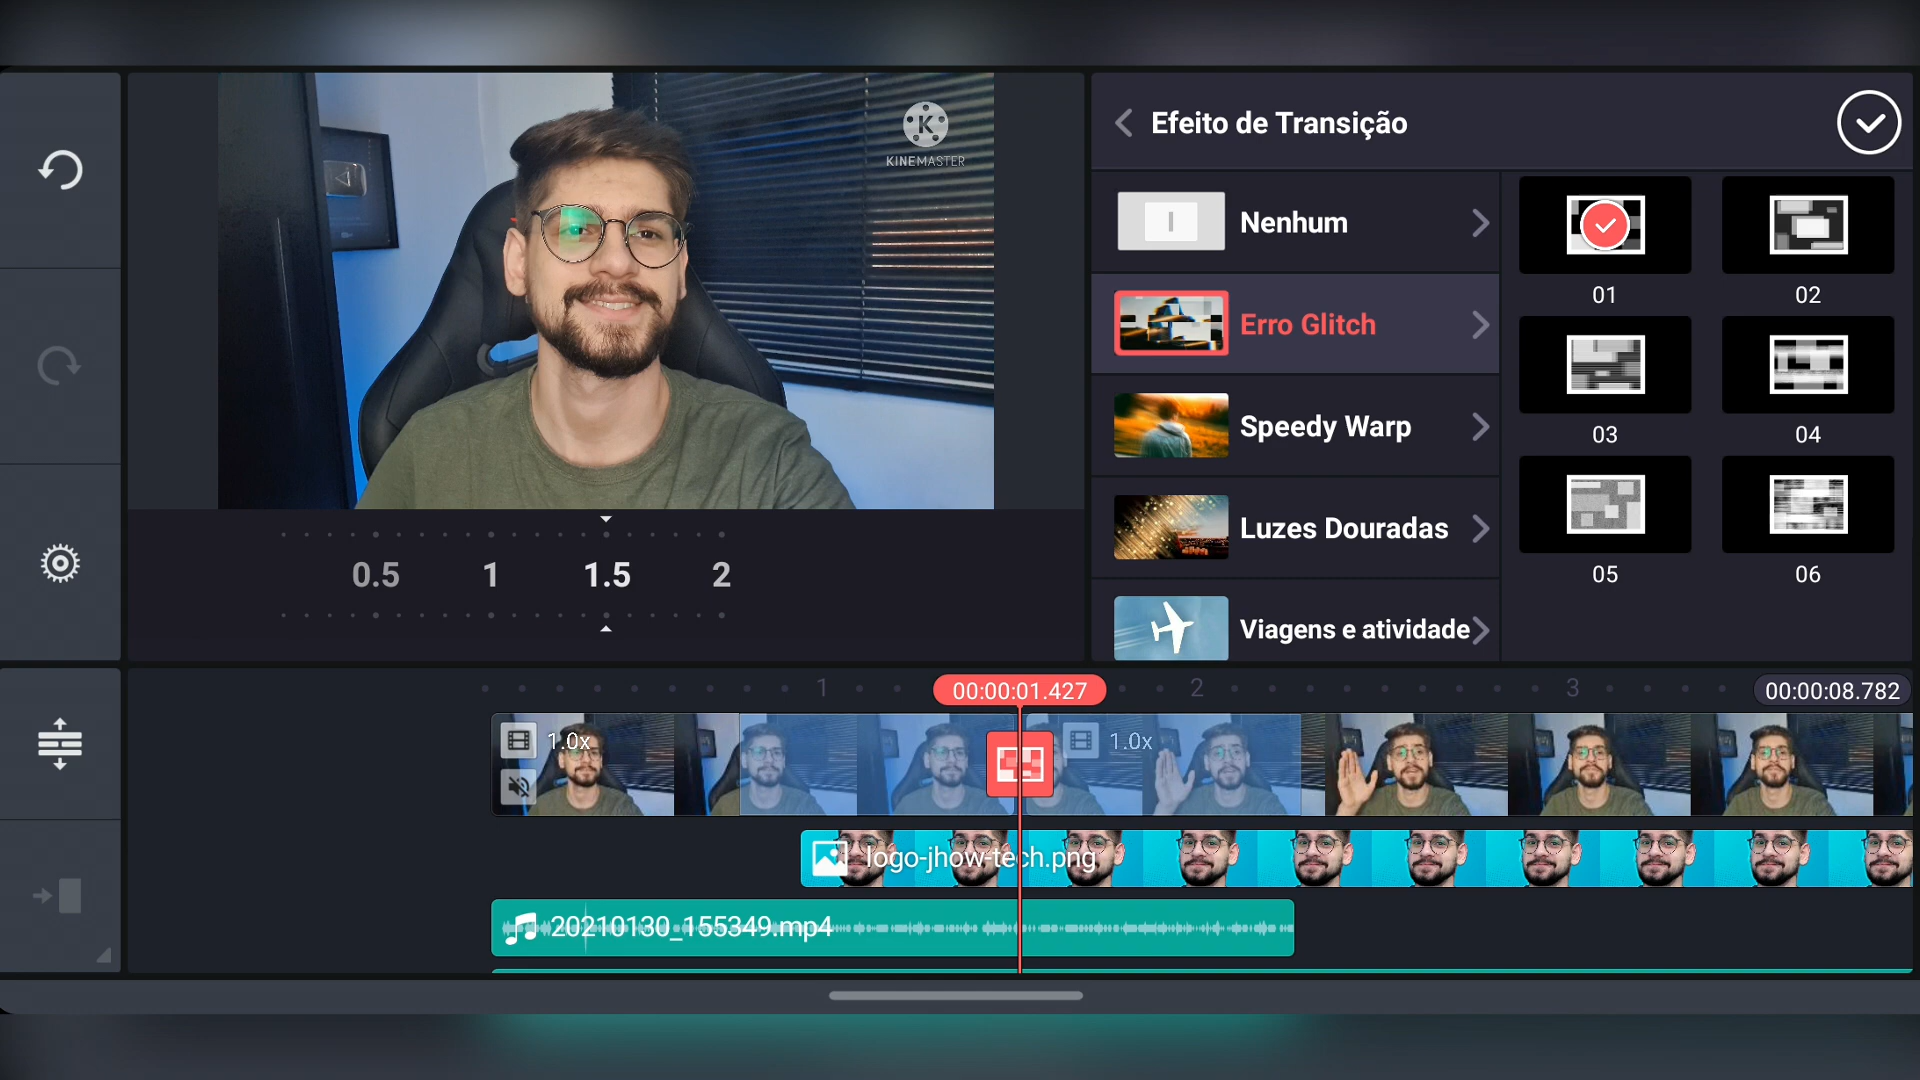 K
KINEMASTER
Efeito de Transição
Nenhum
Erro Glitch
Speedy Warp
Luzes Douradas
Viagens e atividade
01
02
03
04
05
06
0.5
1
1.5
2
1
00:00:01.427
2
3
00:00:08.782
1.0x
1.0x
logo-jhow-tech.png
20210130_155349.mp4